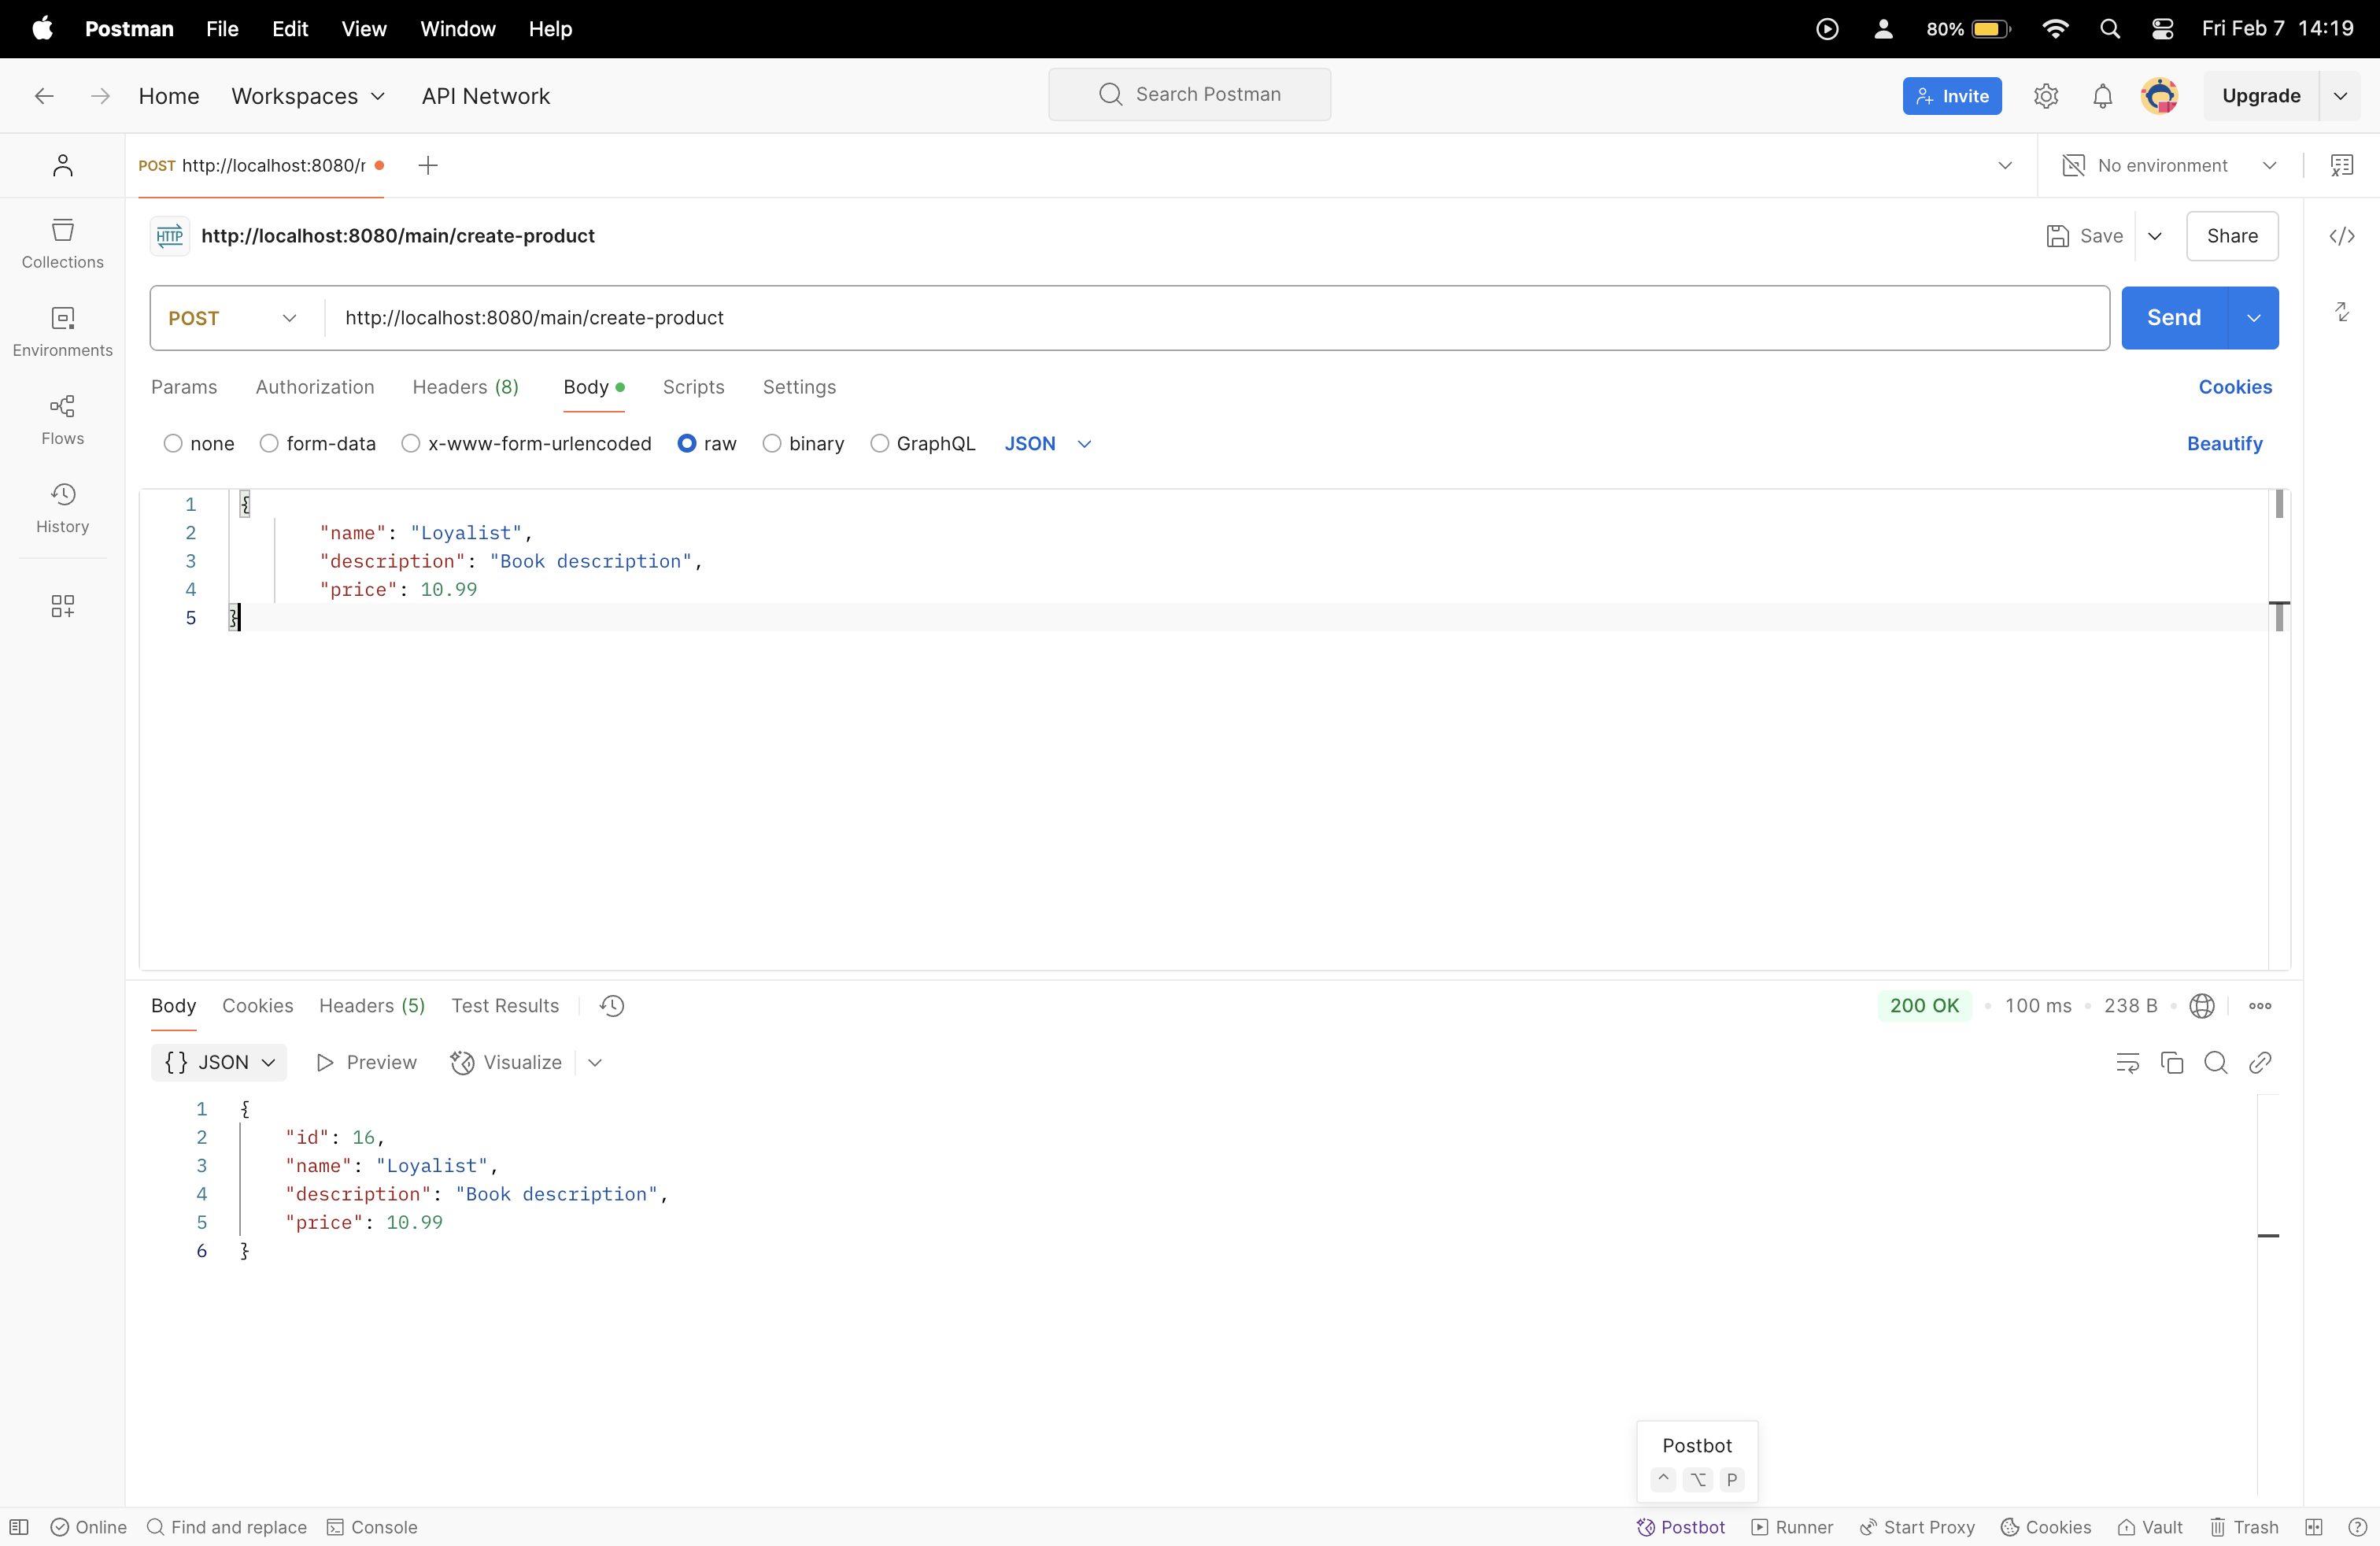 Postman File Edit View Window Help 80% Fri Feb 7 14:19
Home Workspaces API Network Search Postman Invite Upgrade
POST http://localhost:8080/r No environment
HTTP http://localhost:8080/main/create-product Save Share
POST http://localhost:8080/main/create-product Send
Params Authorization Headers (8) Body Scripts Settings Cookies
none form-data x-www-form-urlencoded raw binary GraphQL JSON Beautify
Collections
Environments
Flows
History
1 {
2 "name": "Loyalist",
3 "description": "Book description",
4 "price": 10.99
5 }
Body Cookies Headers (5) Test Results 200 OK • 100 ms • 238 B
{} JSON Preview Visualize
1 {
2 "id": 16,
3 "name": "Loyalist",
4 "description": "Book description",
5 "price": 10.99
6 }
Postbot
^ ⌥ P
Online Find and replace Console Postbot Runner Start Proxy Cookies Vault Trash